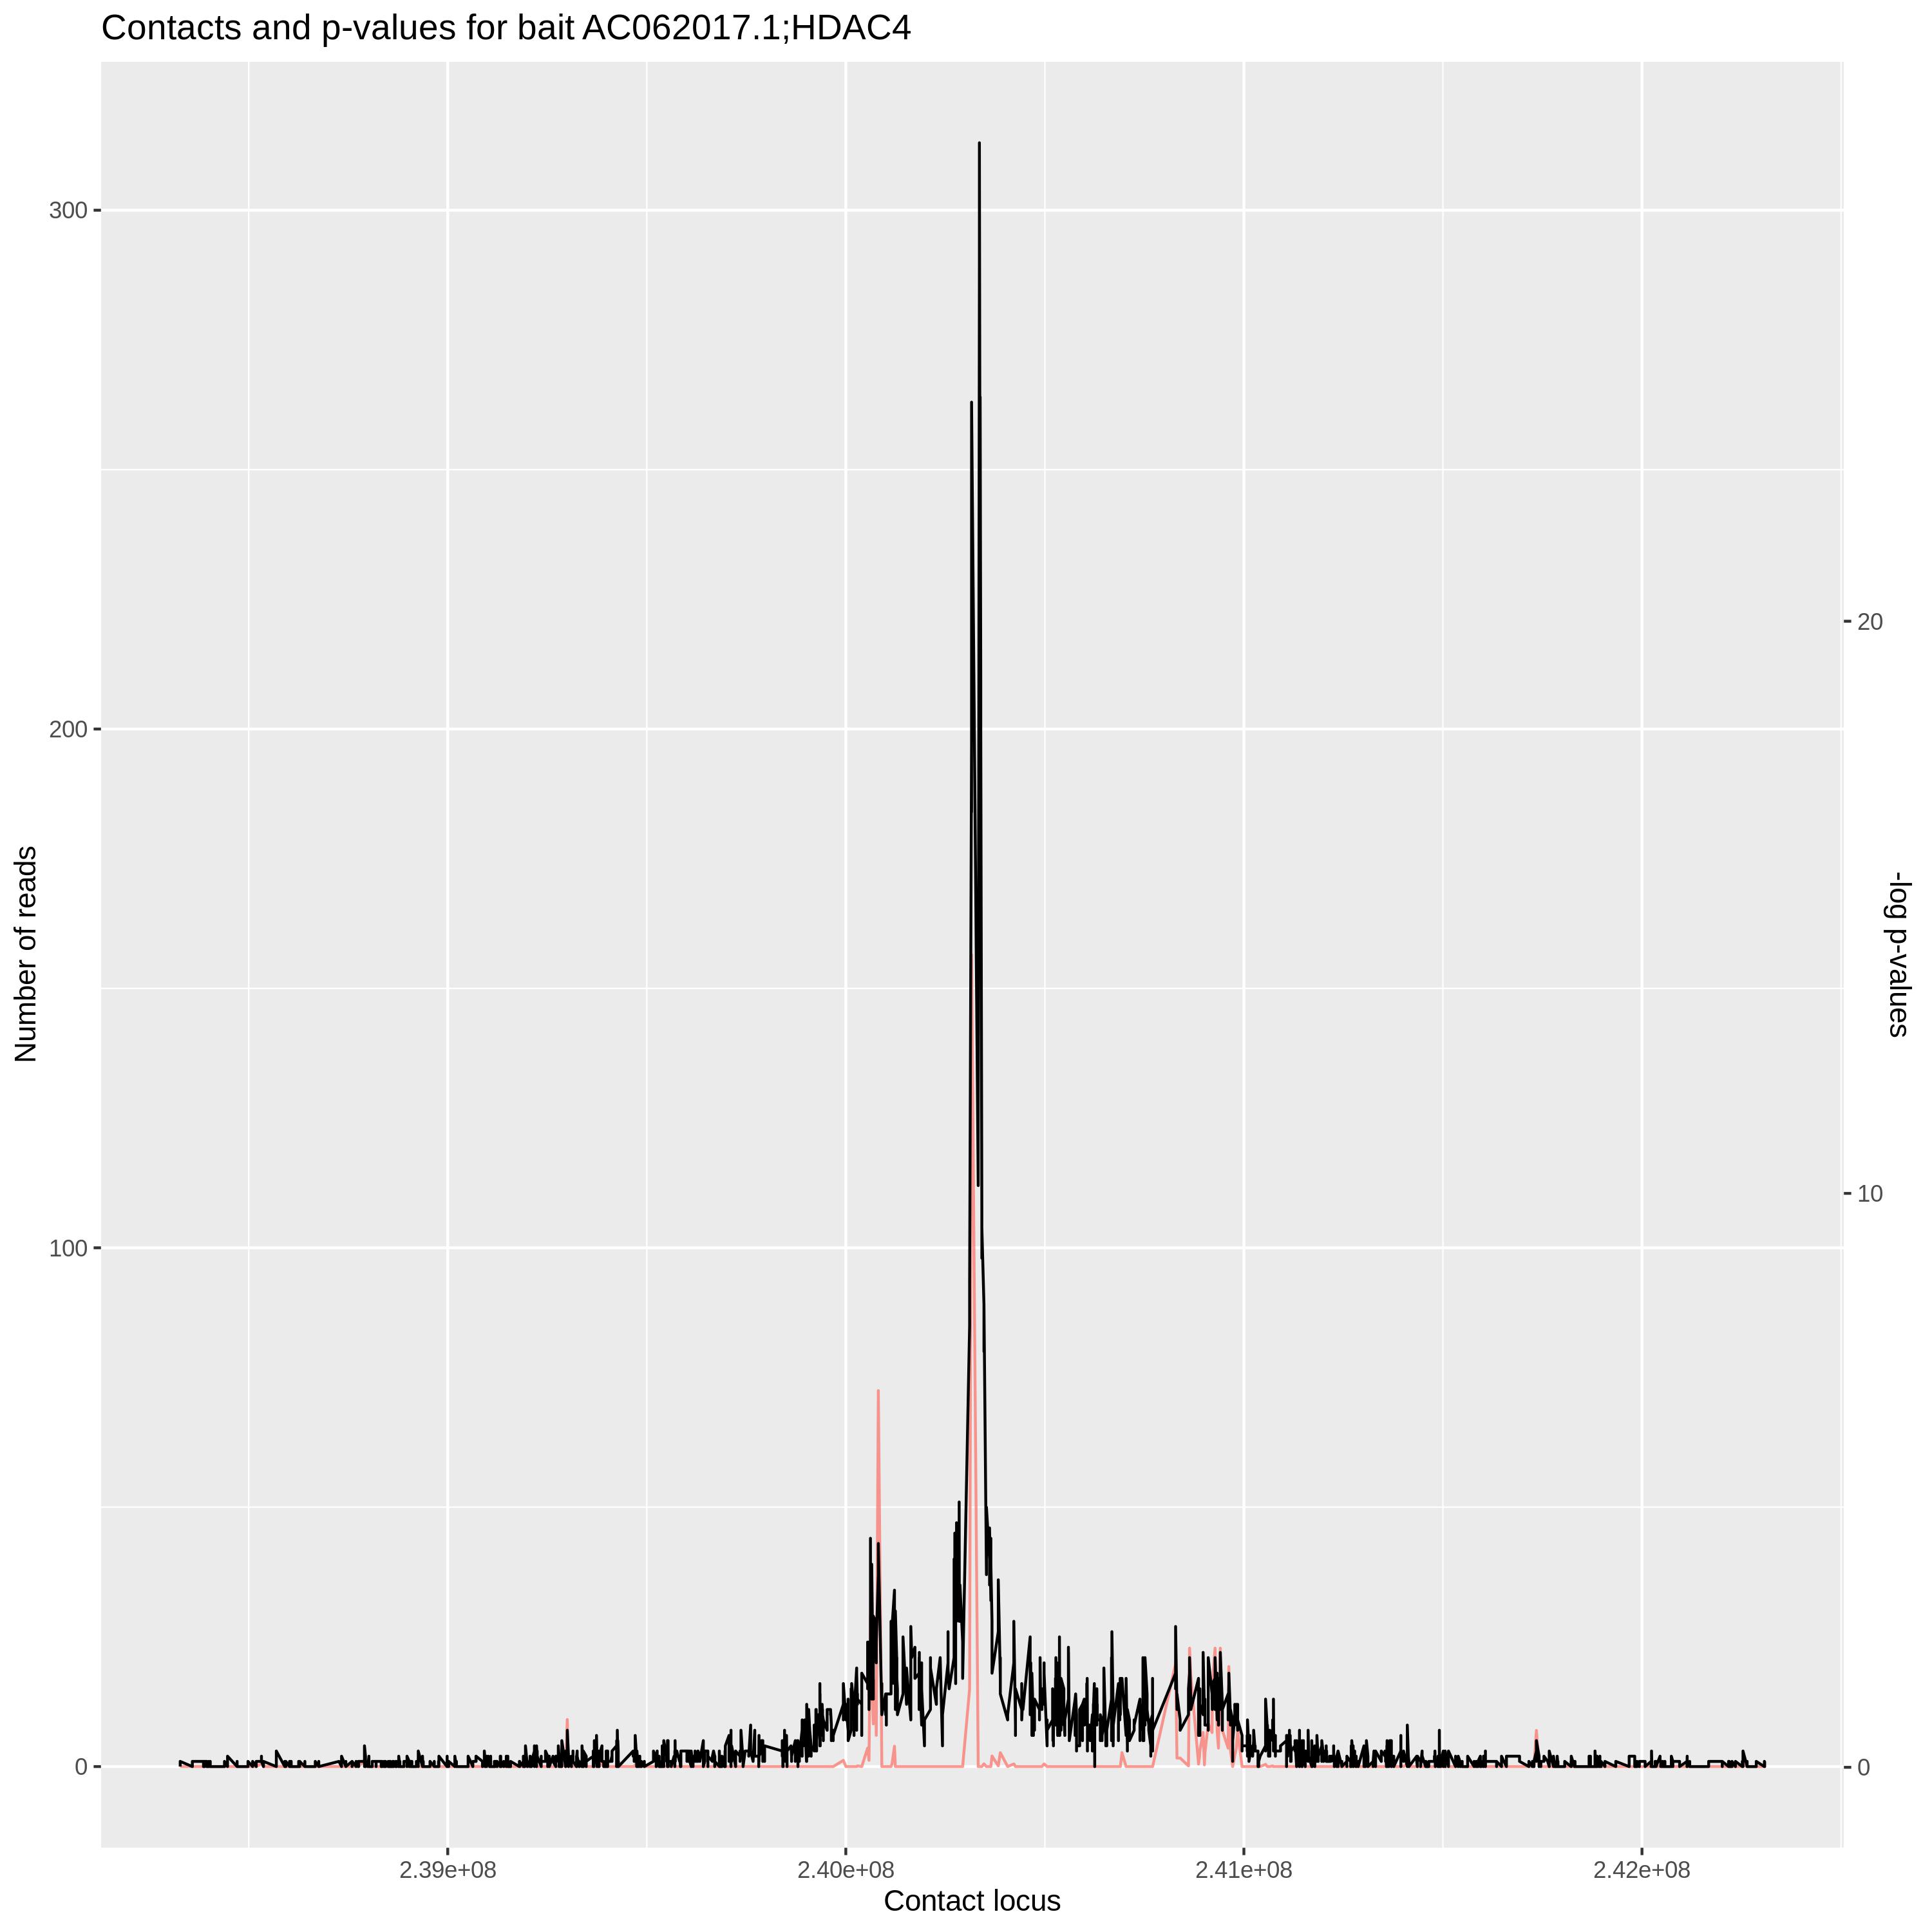 Contacts and p-values for bait AC062017.1;HDAC4
300
200
100
0
Number of reads
20
10
0
-log p-values
2.39e+08
2.40e+08
2.41e+08
2.42e+08
Contact locus